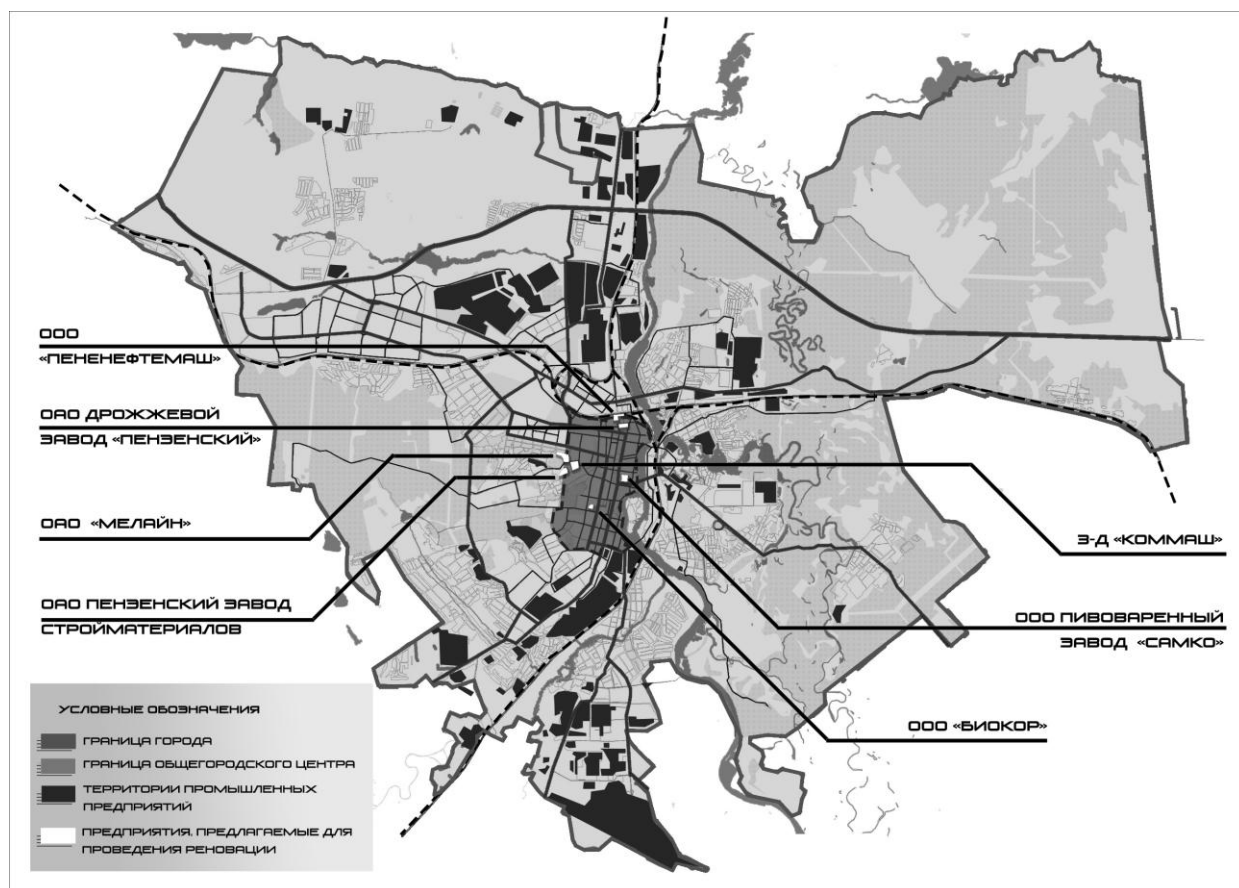 ООО
«ПЕНЕНЕФТЕМАШ»
ОАО ДРОЖЖЕВОЙ
ЗАВОД «ПЕНЗЕНСКИЙ»
ОАО «МЕЛАЙН»
ОАО ПЕНЗЕНСКИЙ ЗАВОД
СТРОЙМАТЕРИАЛОВ
З-Д «КОММАШ»
ООО ПИВОВАРЕННЫЙ
ЗАВОД «САМКО»
ООО «БИОКОР»
УСЛОВНЫЕ ОБОЗНАЧЕНИЯ
ГРАНИЦА ГОРОДА
ГРАНИЦА ОБЩЕГОРОДСКОГО ЦЕНТРА
ТЕРРИТОРИИ ПРОМЫШЛЕННЫХ
ПРЕДПРИЯТИЙ
ПРЕДПРИЯТИЯ, ПРЕДЛАГАЕМЫЕ ДЛЯ
ПРОВЕДЕНИЯ РЕНОВАЦИИ